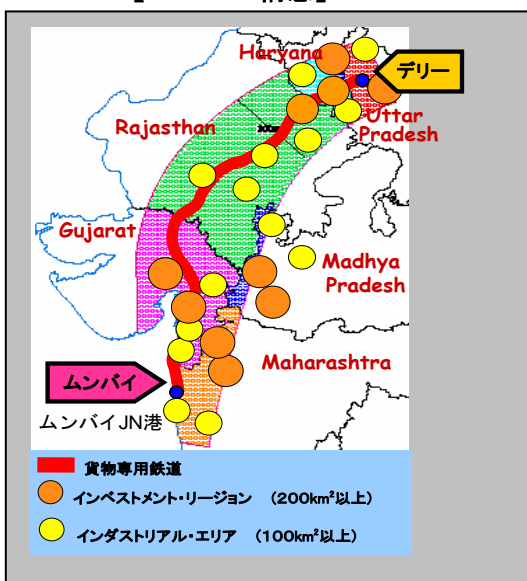 Haryana
デリー
Uttar
Pradesh
Rajasthan
Gujarat
Madhya
Pradesh
Maharashtra
ムンバイ
ムンバイJN港
貨物専用鉄道
インベストメント・リージョン （200km²以上）
インダストリアル・エリア （100km²以上）